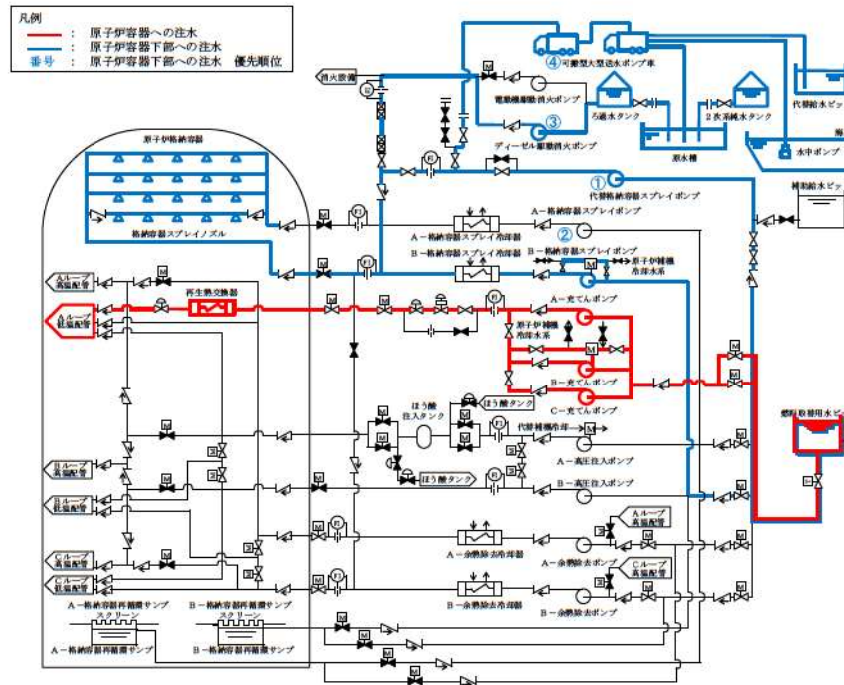 凡例
： 原子炉容器への注水
： 原子炉容器下部への注水
番号 ： 原子炉容器下部への注水 優先順位
④
可搬型大型送水ポンプ車
消火設備
電動機駆動消火ポンプ
ろ過水タンク
2次系純水タンク
代替給水ピッ
③
ディーゼル駆動消火ポンプ
原水槽
海
水中ポンプ
原子炉格納容器
①
代替格納容器スプレイポンプ
補助給水ピッ
格納容器スプレイノズル
A－格納容器スプレイポンプ
A－格納容器スプレイ冷却器
②
B－格納容器スプレイポンプ
B－格納容器スプレイ冷却器
原子炉補機
冷却水系
Aループ
高温配管
再生熱交換器
A－充てんポンプ
Aループ
低温配管
原子炉補機
冷却水系
B－充てんポンプ
C－充てんポンプ
燃料取替用水ピッ
ほう酸
注入タンク
ほう酸タンク
代替補機冷却
A－高圧注入ポンプ
Bループ
高温配管
ほう酸タンク
B－高圧注入ポンプ
Bループ
低温配管
Aループ
高温配管
A－余熱除去冷却器
A－余熱除去ポンプ
Cループ
高温配管
Cループ
高温配管
Cループ
低温配管
B－余熱除去冷却器
B－余熱除去ポンプ
A－格納容器再循環サンプ
スクリーン
B－格納容器再循環サンプ
スクリーン
A－格納容器再循環サンプ
B－格納容器再循環サンプ